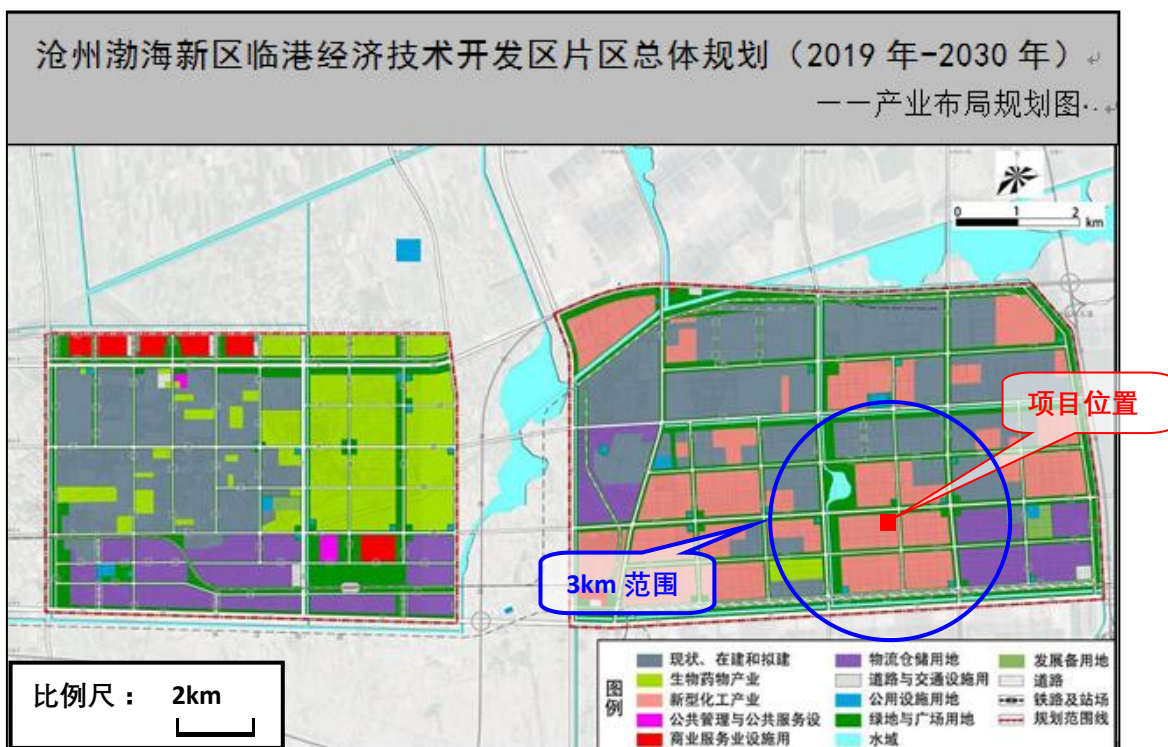 沧州渤海新区临港经济技术开发区片区总体规划（2019 年-2030 年）
——产业布局规划图..
0 1 2 km
项目位置
3km 范围
比例尺： 2km
图例
现状、在建和拟建
生物药物产业
新型化工产业
公共管理与公共服务设
商业服务业设施用
物流仓储用地
道路与交通设施用
公用设施用地
绿地与广场用地
水域
发展备用地
道路
铁路及站场
规划范围线